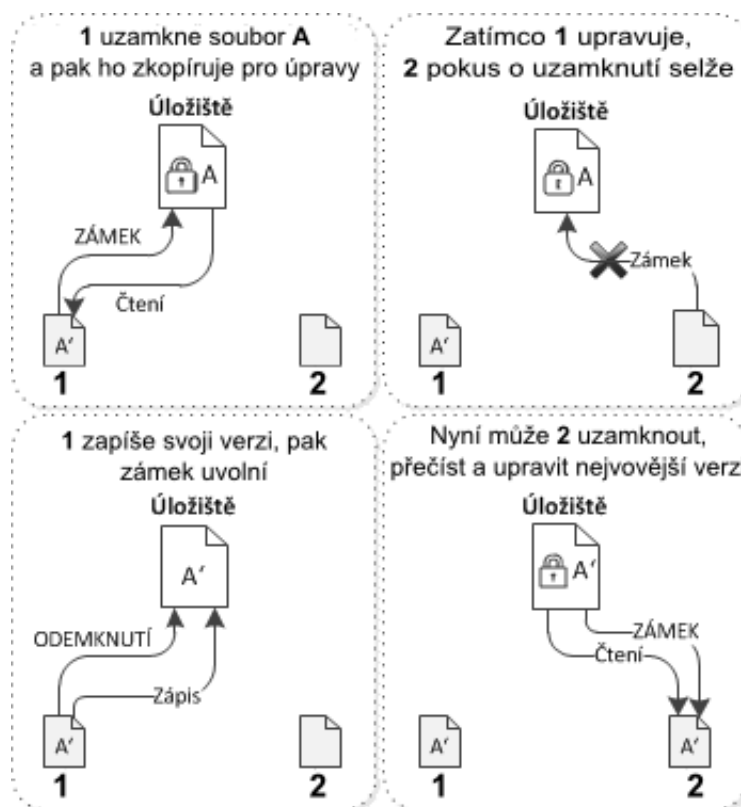 1 uzamkne soubor A
a pak ho zkopíruje pro úpravy
Úložiště
A
ZÁMEK
Čtení
A′
1
2
Zatímco 1 upravuje,
2 pokus o uzamknutí selže
Úložiště
A
Zámek
A′
1
2
1 zapíše svoji verzi, pak
zámek uvolní
Úložiště
A′
ODEMKNUTÍ
Zápis
A′
1
2
Nyní může 2 uzamknout,
přečíst a upravit nejvovější verz
Úložiště
A′
ZÁMEK
Čtení
A′
A′
1
2